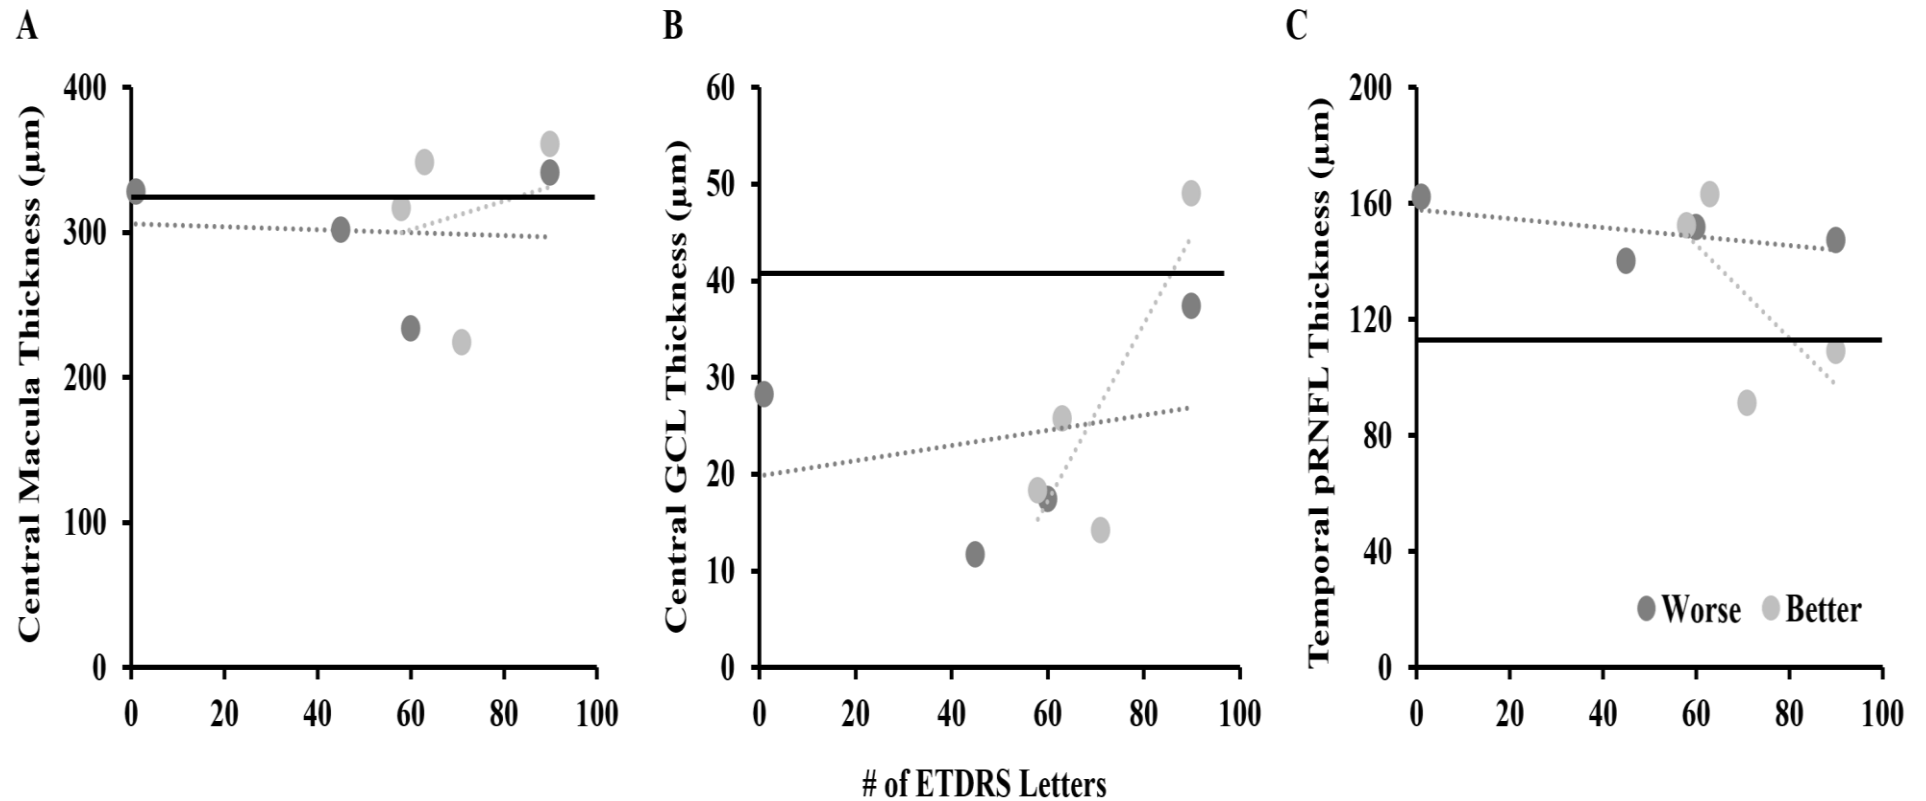 A
Central Macula Thickness (µm)
400
300
200
100
0
0 20 40 60 80 100
B
Central GCL Thickness (µm)
60
50
40
30
20
10
0
0 20 40 60 80 100
C
Temporal pRNFL Thickness (µm)
200
160
120
80
40
0
0 20 40 60 80 100
Worse Better
# of ETDRS Letters